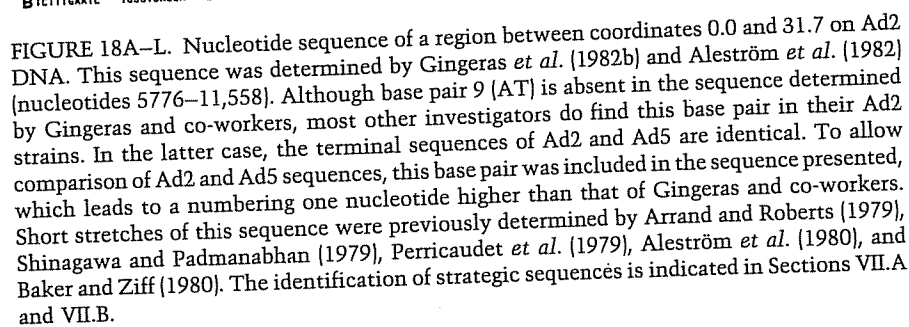 FIGURE 18A–L. Nucleotide sequence of a region between coordinates 0.0 and 31.7 on Ad2
DNA. This sequence was determined by Gingeras et al. (1982b) and Aleström et al. (1982)
(nucleotides 5776–11,558). Although base pair 9 (AT) is absent in the sequence determined
by Gingeras and co-workers, most other investigators do find this base pair in their Ad2
strains. In the latter case, the terminal sequences of Ad2 and Ad5 are identical. To allow
comparison of Ad2 and Ad5 sequences, this base pair was included in the sequence presented,
which leads to a numbering one nucleotide higher than that of Gingeras and co-workers.
Short stretches of this sequence were previously determined by Arrand and Roberts (1979),
Shinagawa and Padmanabhan (1979), Perricaudet et al. (1979), Aleström et al. (1980), and
Baker and Ziff (1980). The identification of strategic sequences is indicated in Sections VII.A
and VII.B.